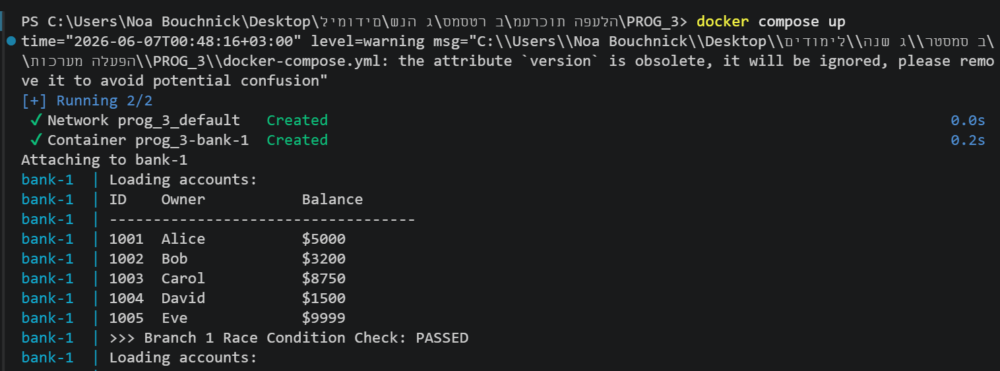 PS C:\Users\Noa Bouchnick\Desktop\לימודים\שנה ג\סמסטר ב\מערכות הפעלה\PROG_3> docker compose up
time="2026-06-07T00:48:16+03:00" level=warning msg="C:\\Users\\Noa Bouchnick\\Desktop\\לימודים\\שנה ג\\סמסטר ב\
\מערכות הפעלה\\PROG_3\\docker-compose.yml: the attribute `version` is obsolete, it will be ignored, please remo
ve it to avoid potential confusion"
[+] Running 2/2
✓ Network prog_3_default Created 0.0s
✓ Container prog_3-bank-1 Created 0.2s
Attaching to bank-1
bank-1 | Loading accounts:
bank-1 | ID Owner Balance
bank-1 | -----------------------------------
bank-1 | 1001 Alice $5000
bank-1 | 1002 Bob $3200
bank-1 | 1003 Carol $8750
bank-1 | 1004 David $1500
bank-1 | 1005 Eve $9999
bank-1 | >>> Branch 1 Race Condition Check: PASSED
bank-1 | Loading accounts: